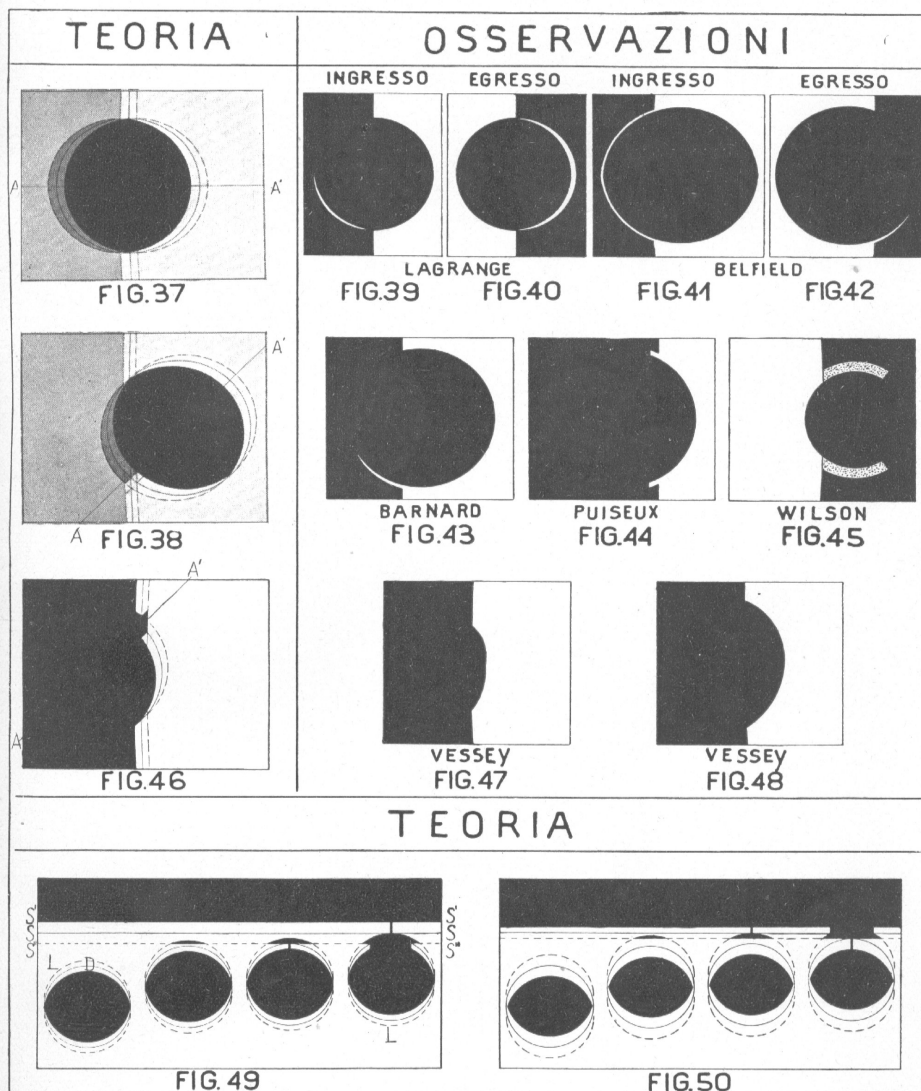 TEORIA
OSSERVAZIONI
INGRESSO EGRESSO INGRESSO EGRESSO
A A'
LAGRANGE BELFIELD
FIG.37
FIG.39 FIG.40 FIG.41 FIG.42
A'
A
BARNARD PUISEUX WILSON
FIG.38
FIG.43 FIG.44 FIG.45
A'
A
VESSEY VESSEY
FIG.46
FIG.47 FIG.48
TEORIA
S' S'
S S
S" S"
L D
L
FIG.49 FIG.50